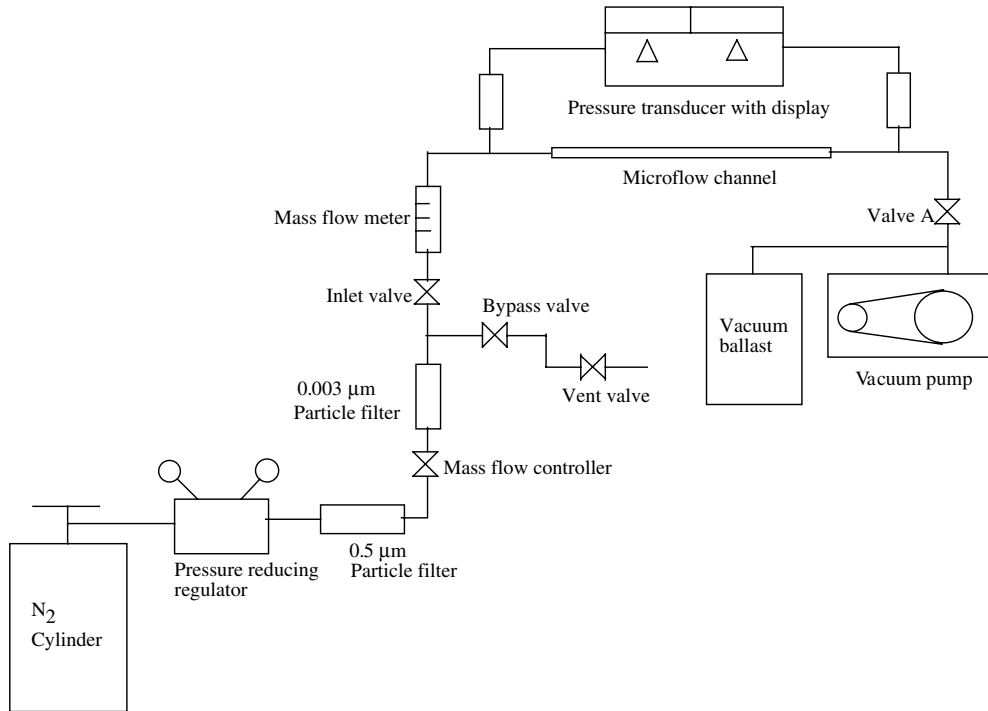 Pressure transducer with display
Microflow channel
Mass flow meter
Valve A
Inlet valve
Bypass valve
Vacuum
ballast
Vacuum pump
Vent valve
0.003 μm
Particle filter
Mass flow controller
0.5 μm
Particle filter
Pressure reducing
regulator
N2
Cylinder